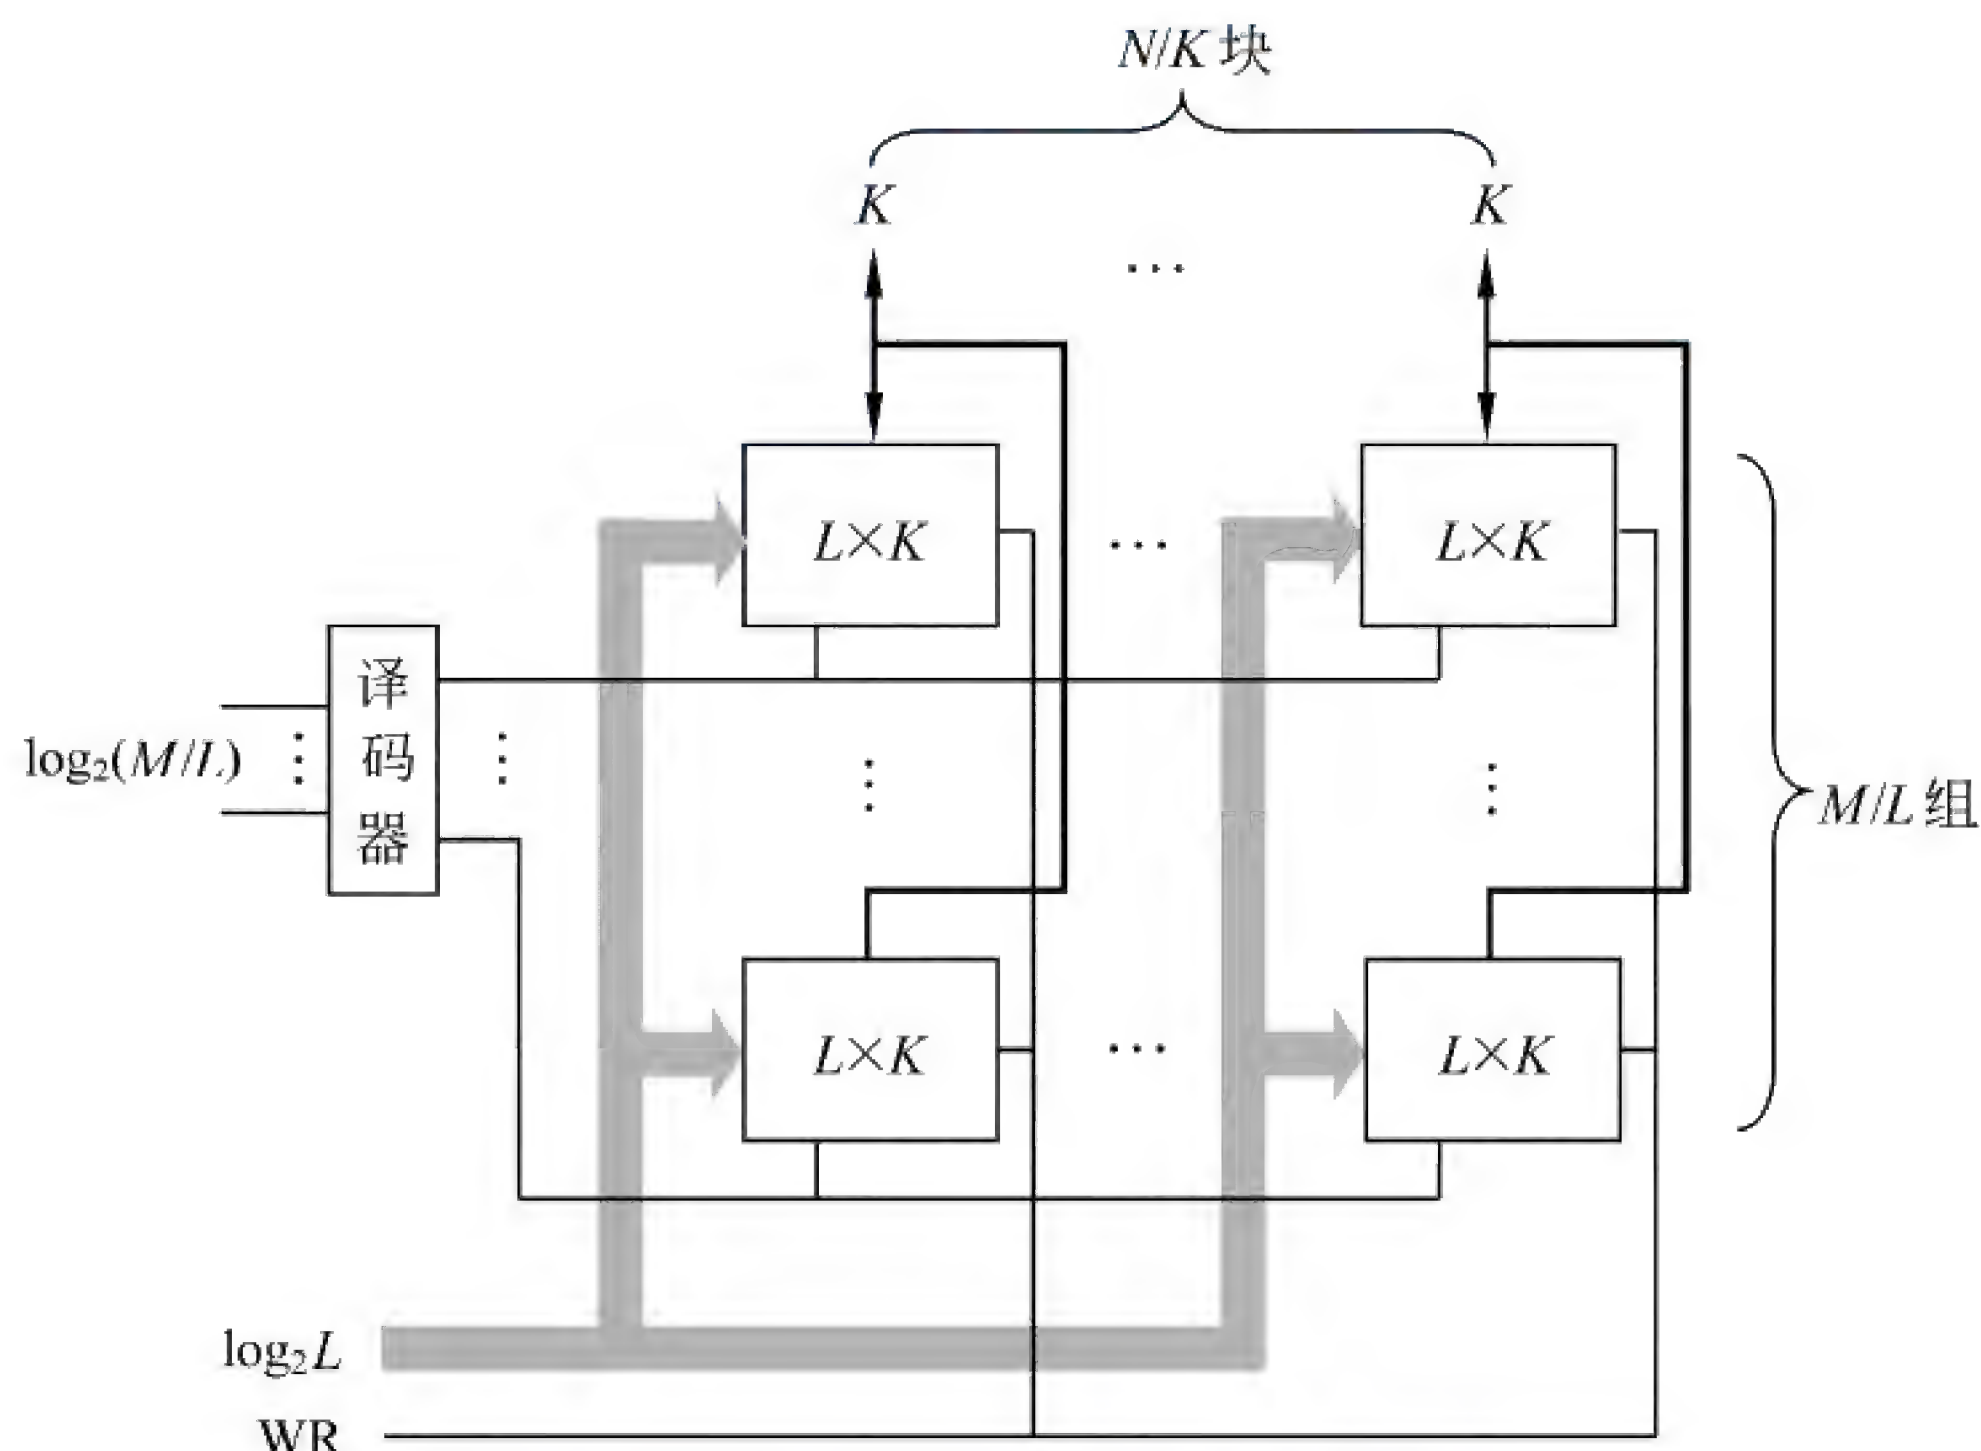 N/K 块
K
K
…
L×K
…
L×K
译码器
log₂(M/L)
M/L 组
L×K
…
L×K
log₂L
WR